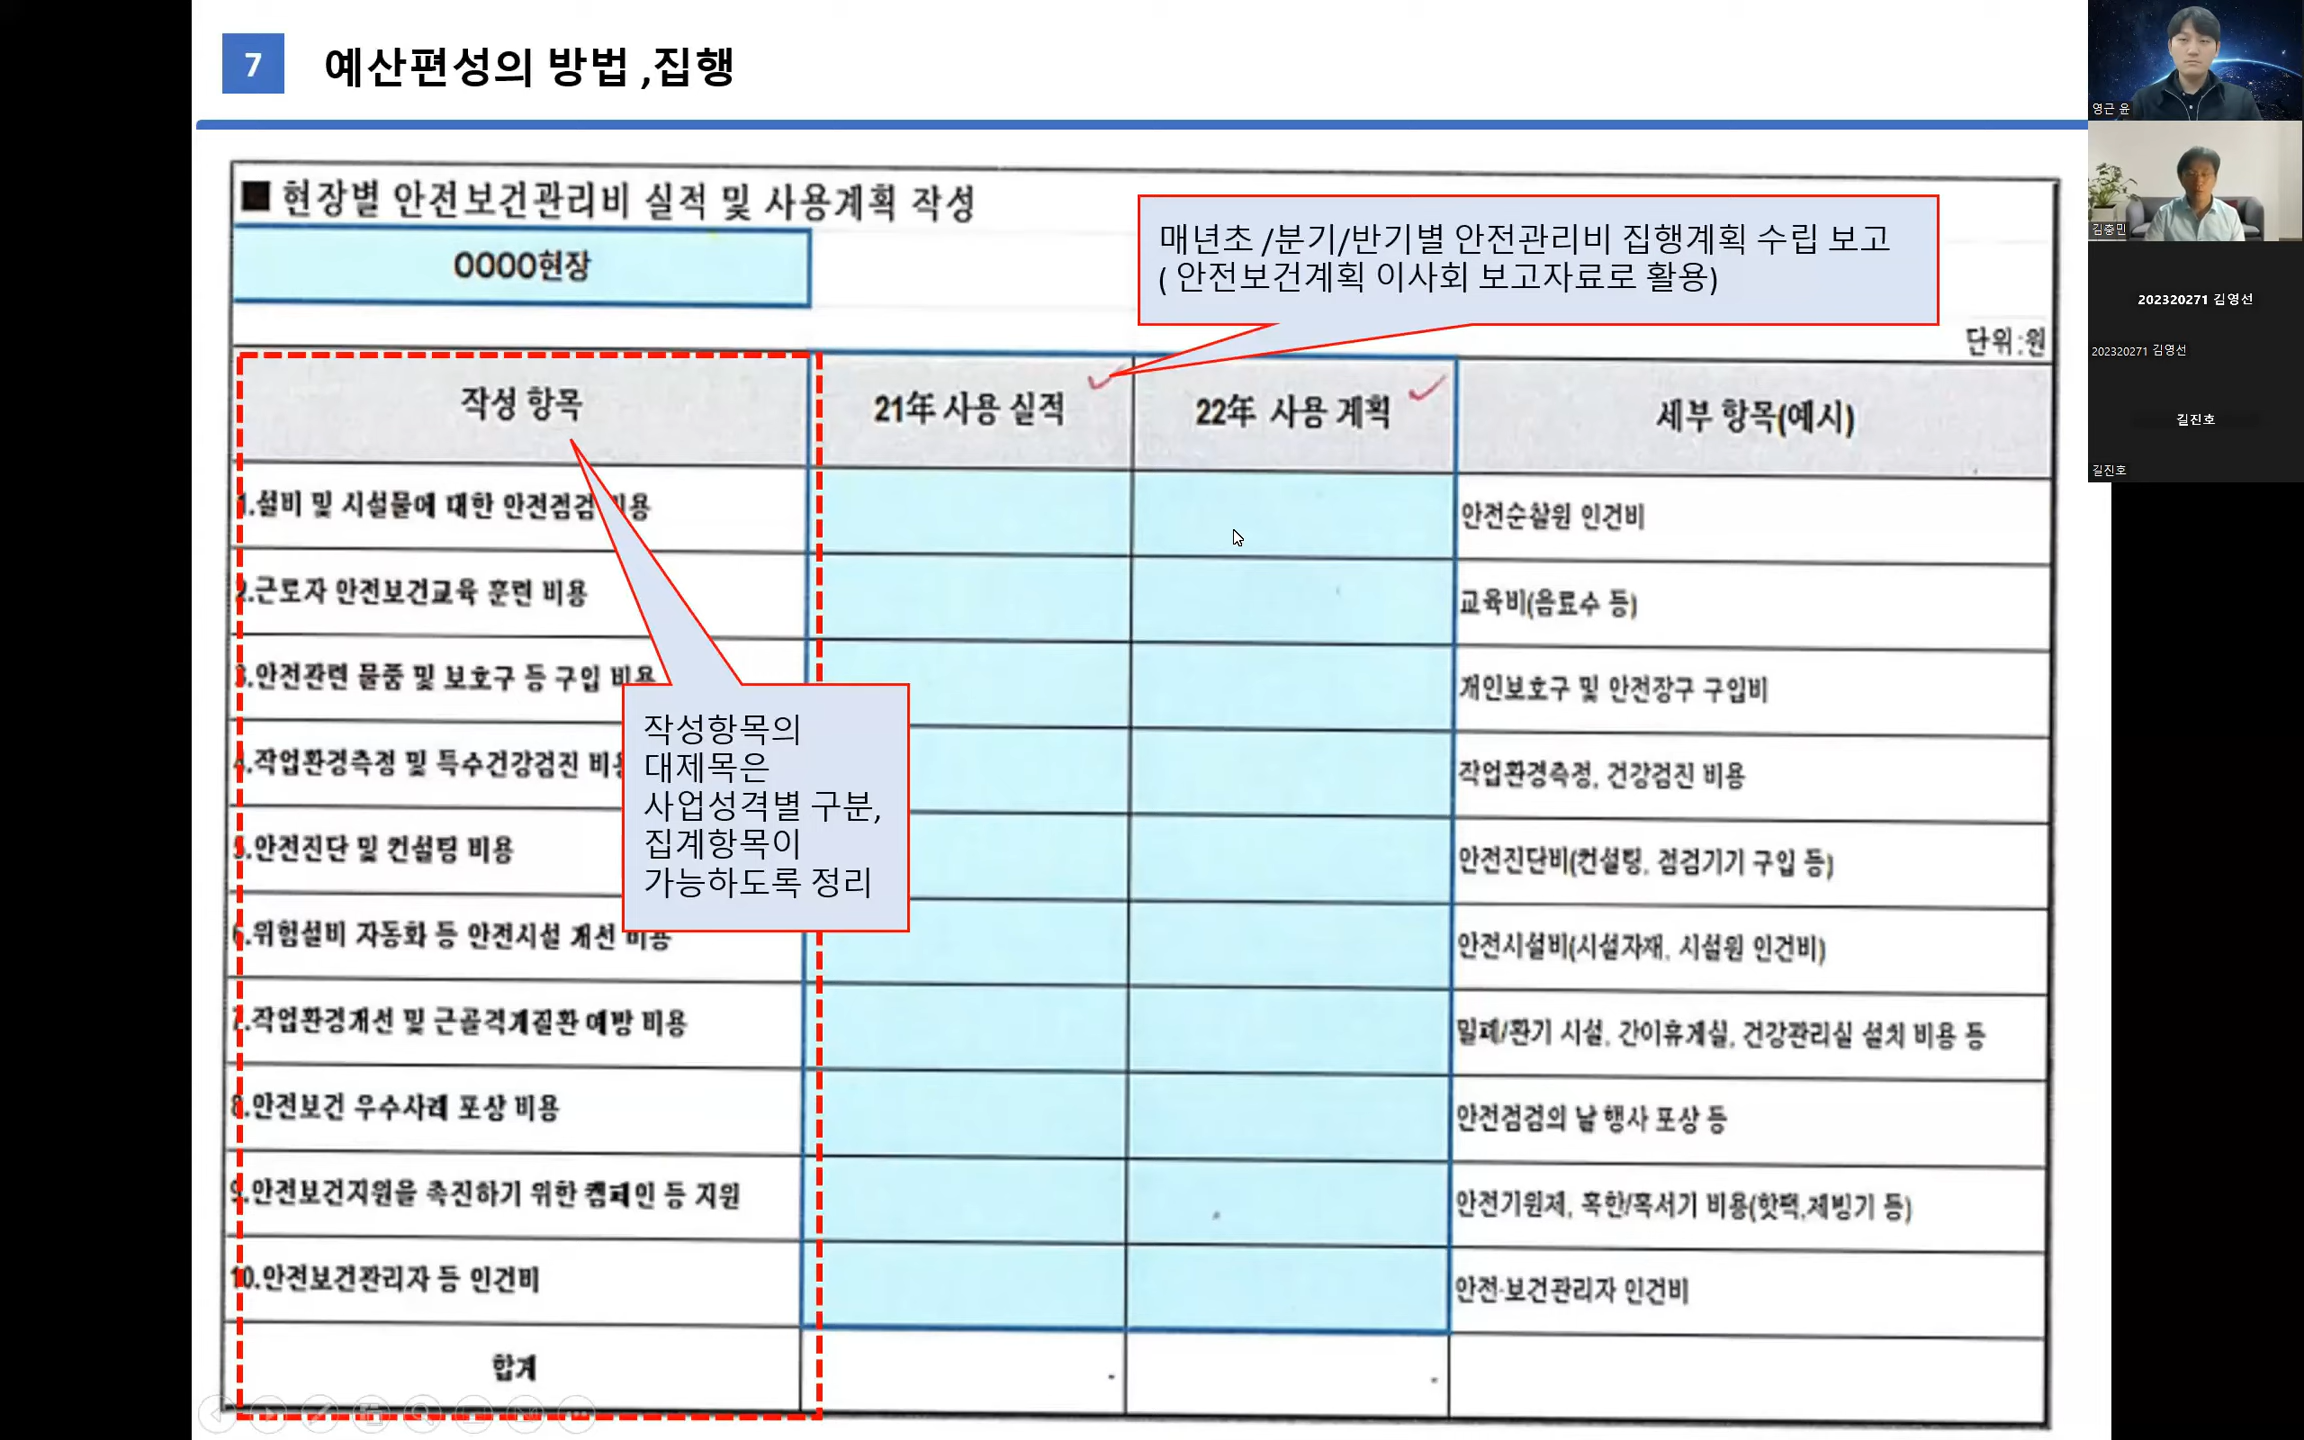 7 예산편성의 방법 ,집행
■ 현장별 안전보건관리비 실적 및 사용계획 작성
OOOO현장
매년초 /분기/반기별 안전관리비 집행계획 수립 보고
( 안전보건계획 이사회 보고자료로 활용)
단위:원
작성 항목 21年 사용 실적 22年 사용 계획 세부 항목(예시)
1.설비 및 시설물에 대한 안전점검 비용 안전순찰원 인건비
2.근로자 안전보건교육 훈련 비용 교육비(음료수 등)
3.안전관련 물품 및 보호구 등 구입 비용 개인보호구 및 안전장구 구입비
4.작업환경측정 및 특수건강검진 비용 작업환경측정, 건강검진 비용
5.안전진단 및 컨설팅 비용 안전진단비(컨설팅, 점검기기 구입 등)
6.위험설비 자동화 등 안전시설 개선 비용 안전시설비(시설자재, 시설원 인건비)
7.작업환경개선 및 근골격계질환 예방 비용 밀폐/환기 시설, 간이휴게실, 건강관리실 설치 비용 등
8.안전보건 우수사례 포상 비용 안전점검의 날 행사 포상 등
9.안전보건지원을 촉진하기 위한 캠페인 등 지원 안전기원제, 혹한/혹서기 비용(핫팩,제빙기 등)
10.안전보건관리자 등 인건비 안전·보건관리자 인건비
합계 - -
작성항목의
대제목은
사업성격별 구분,
집계항목이
가능하도록 정리
영근 윤
김충민
202320271 김영선
202320271 김영선
길진호
길진호